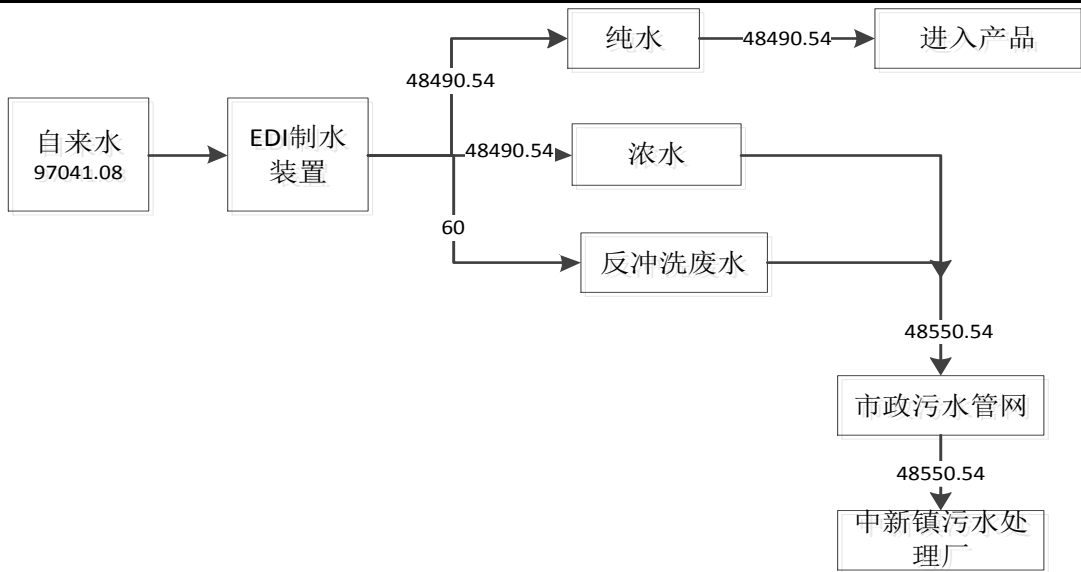 纯水
48490.54
进入产品
48490.54
自来水
97041.08
EDI制水
装置
48490.54
浓水
60
反冲洗废水
48550.54
市政污水管网
48550.54
中新镇污水处
理厂